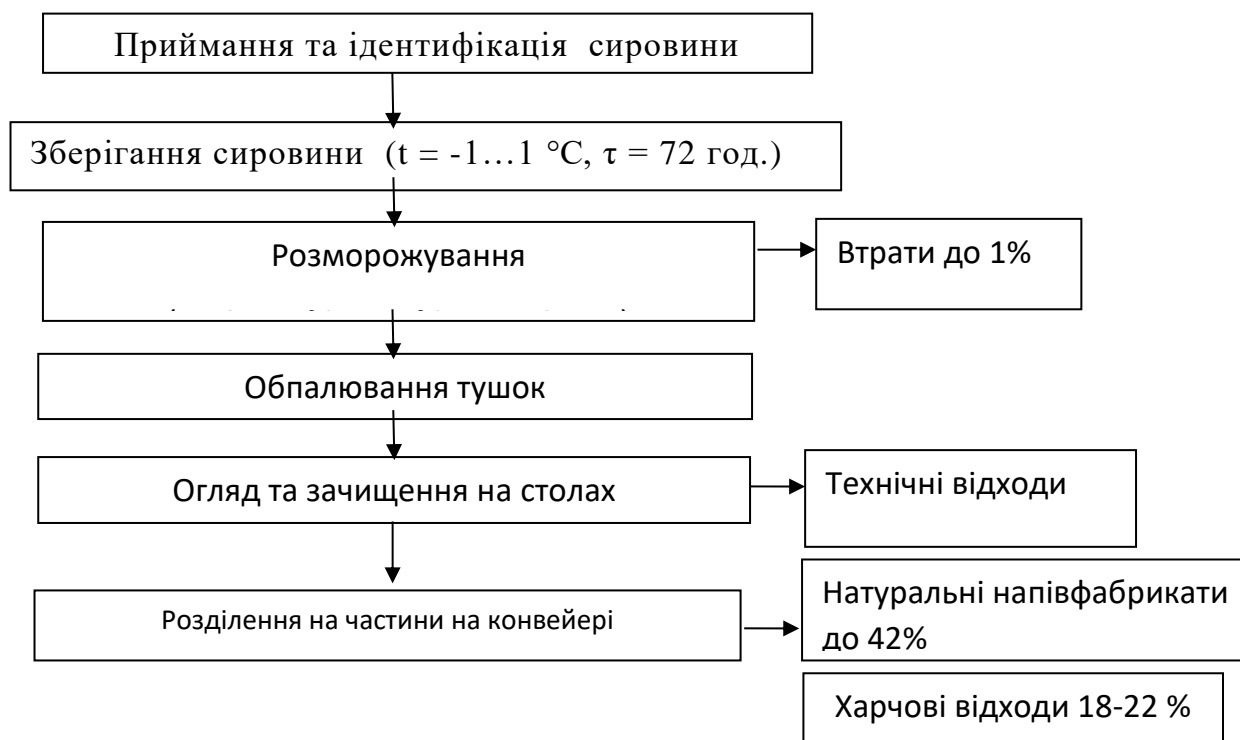 Приймання та ідентифікація сировини
Зберігання сировини (t = -1…1 °C, τ = 72 год.)
Розморожування
Втрати до 1%
Обпалювання тушок
Огляд та зачищення на столах
Технічні відходи
Розділення на частини на конвейері
Натуральні напівфабрикати
до 42%
Харчові відходи 18-22 %